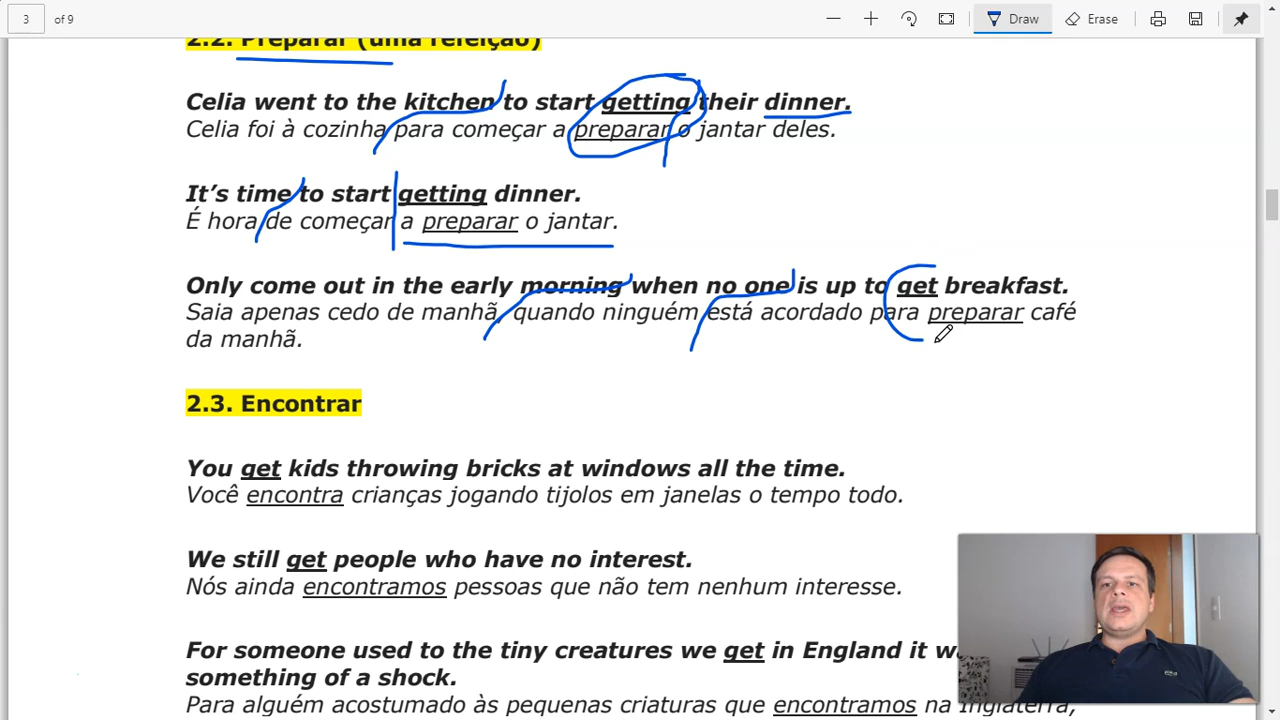 3 of 9 Draw Erase
2.2. Preparar (uma refeição)
Celia went to the kitchen to start getting their dinner.
Celia foi à cozinha para começar a preparar o jantar deles.
It’s time to start getting dinner.
É hora de começar a preparar o jantar.
Only come out in the early morning when no one is up to get breakfast.
Saia apenas cedo de manhã, quando ninguém está acordado para preparar café
da manhã.
2.3. Encontrar
You get kids throwing bricks at windows all the time.
Você encontra crianças jogando tijolos em janelas o tempo todo.
We still get people who have no interest.
Nós ainda encontramos pessoas que não tem nenhum interesse.
For someone used to the tiny creatures we get in England it
something of a shock.
Para alguém acostumado às pequenas criaturas que encontramos na Inglaterra,